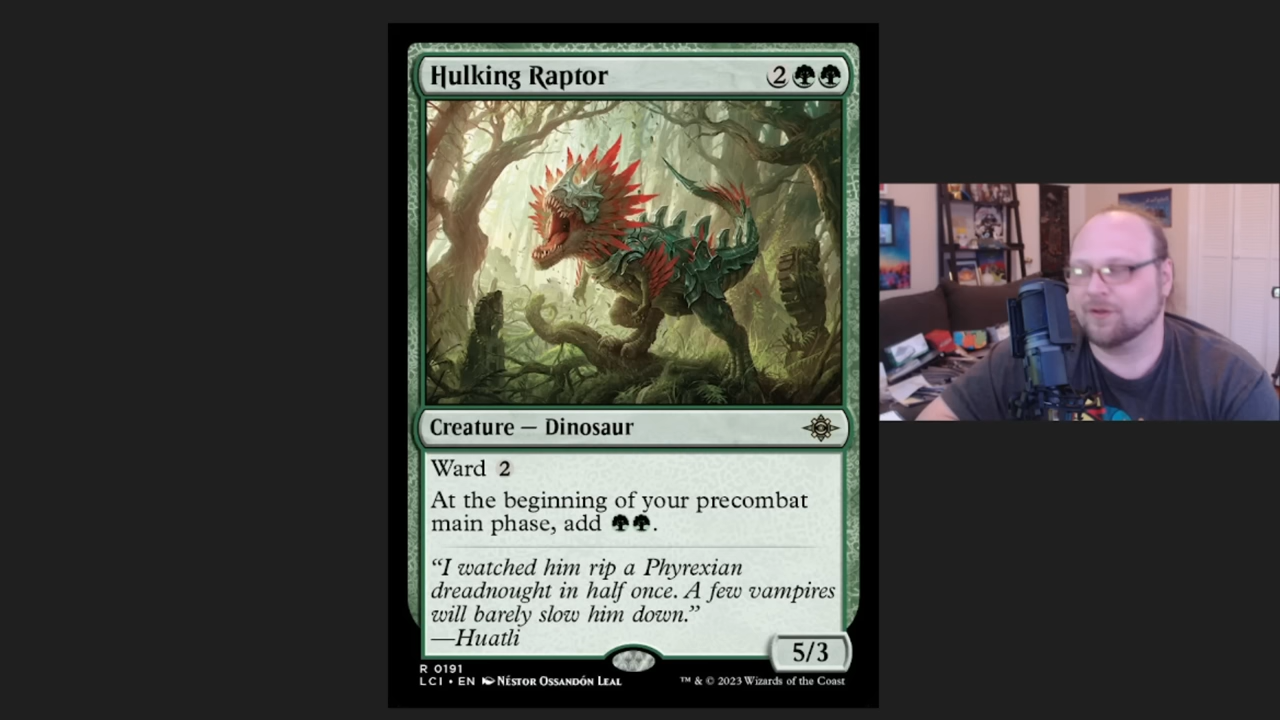 Hulking Raptor 2
Creature — Dinosaur
Ward 2
At the beginning of your precombat
main phase, add
“I watched him rip a Phyrexian
dreadnought in half once. A few vampires
will barely slow him down.”
—Huatli
5/3
R 0191
LCI • EN Néstor Ossandón Leal
™ & © 2023 Wizards of the Coast